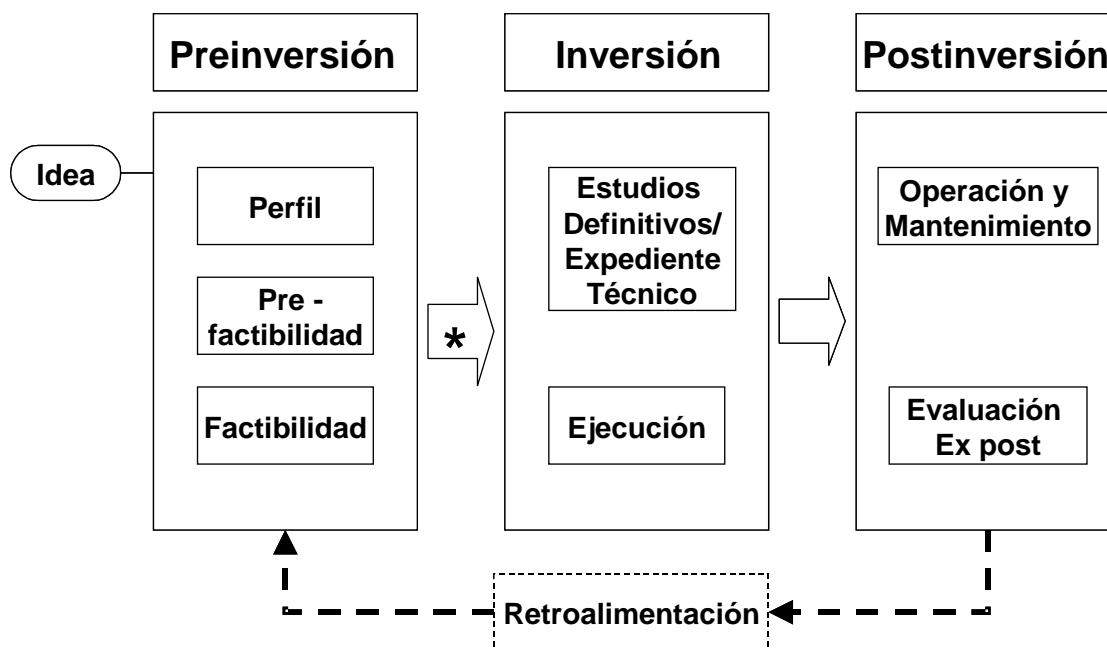 Preinversión
Inversión
Postinversión
Idea
Perfil
Pre -
factibilidad
Factibilidad
*
Estudios
Definitivos/
Expediente
Técnico
Ejecución
Operación y
Mantenimiento
Evaluación
Ex post
Retroalimentación